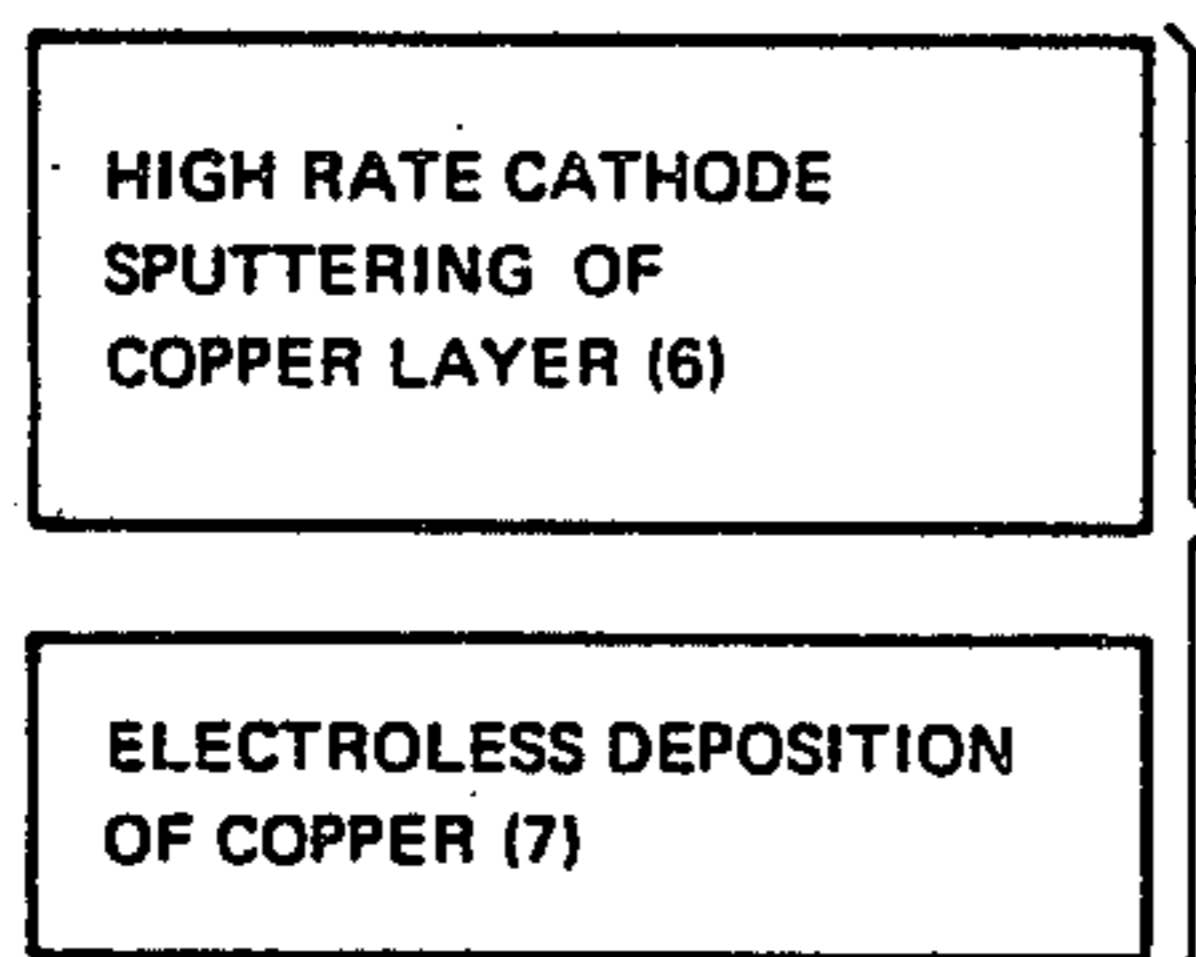 HIGH RATE CATHODE
SPUTTERING OF
COPPER LAYER (6)
ELECTROLESS DEPOSITION
OF COPPER (7)